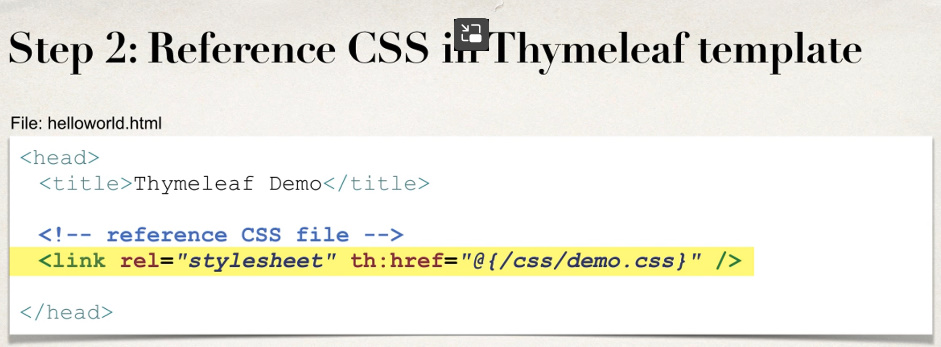 Step 2: Reference CSS in Thymeleaf template
File: helloworld.html
<head>
<title>Thymeleaf Demo</title>
<!-- reference CSS file -->
<link rel="stylesheet" th:href="@{/css/demo.css}" />
</head>